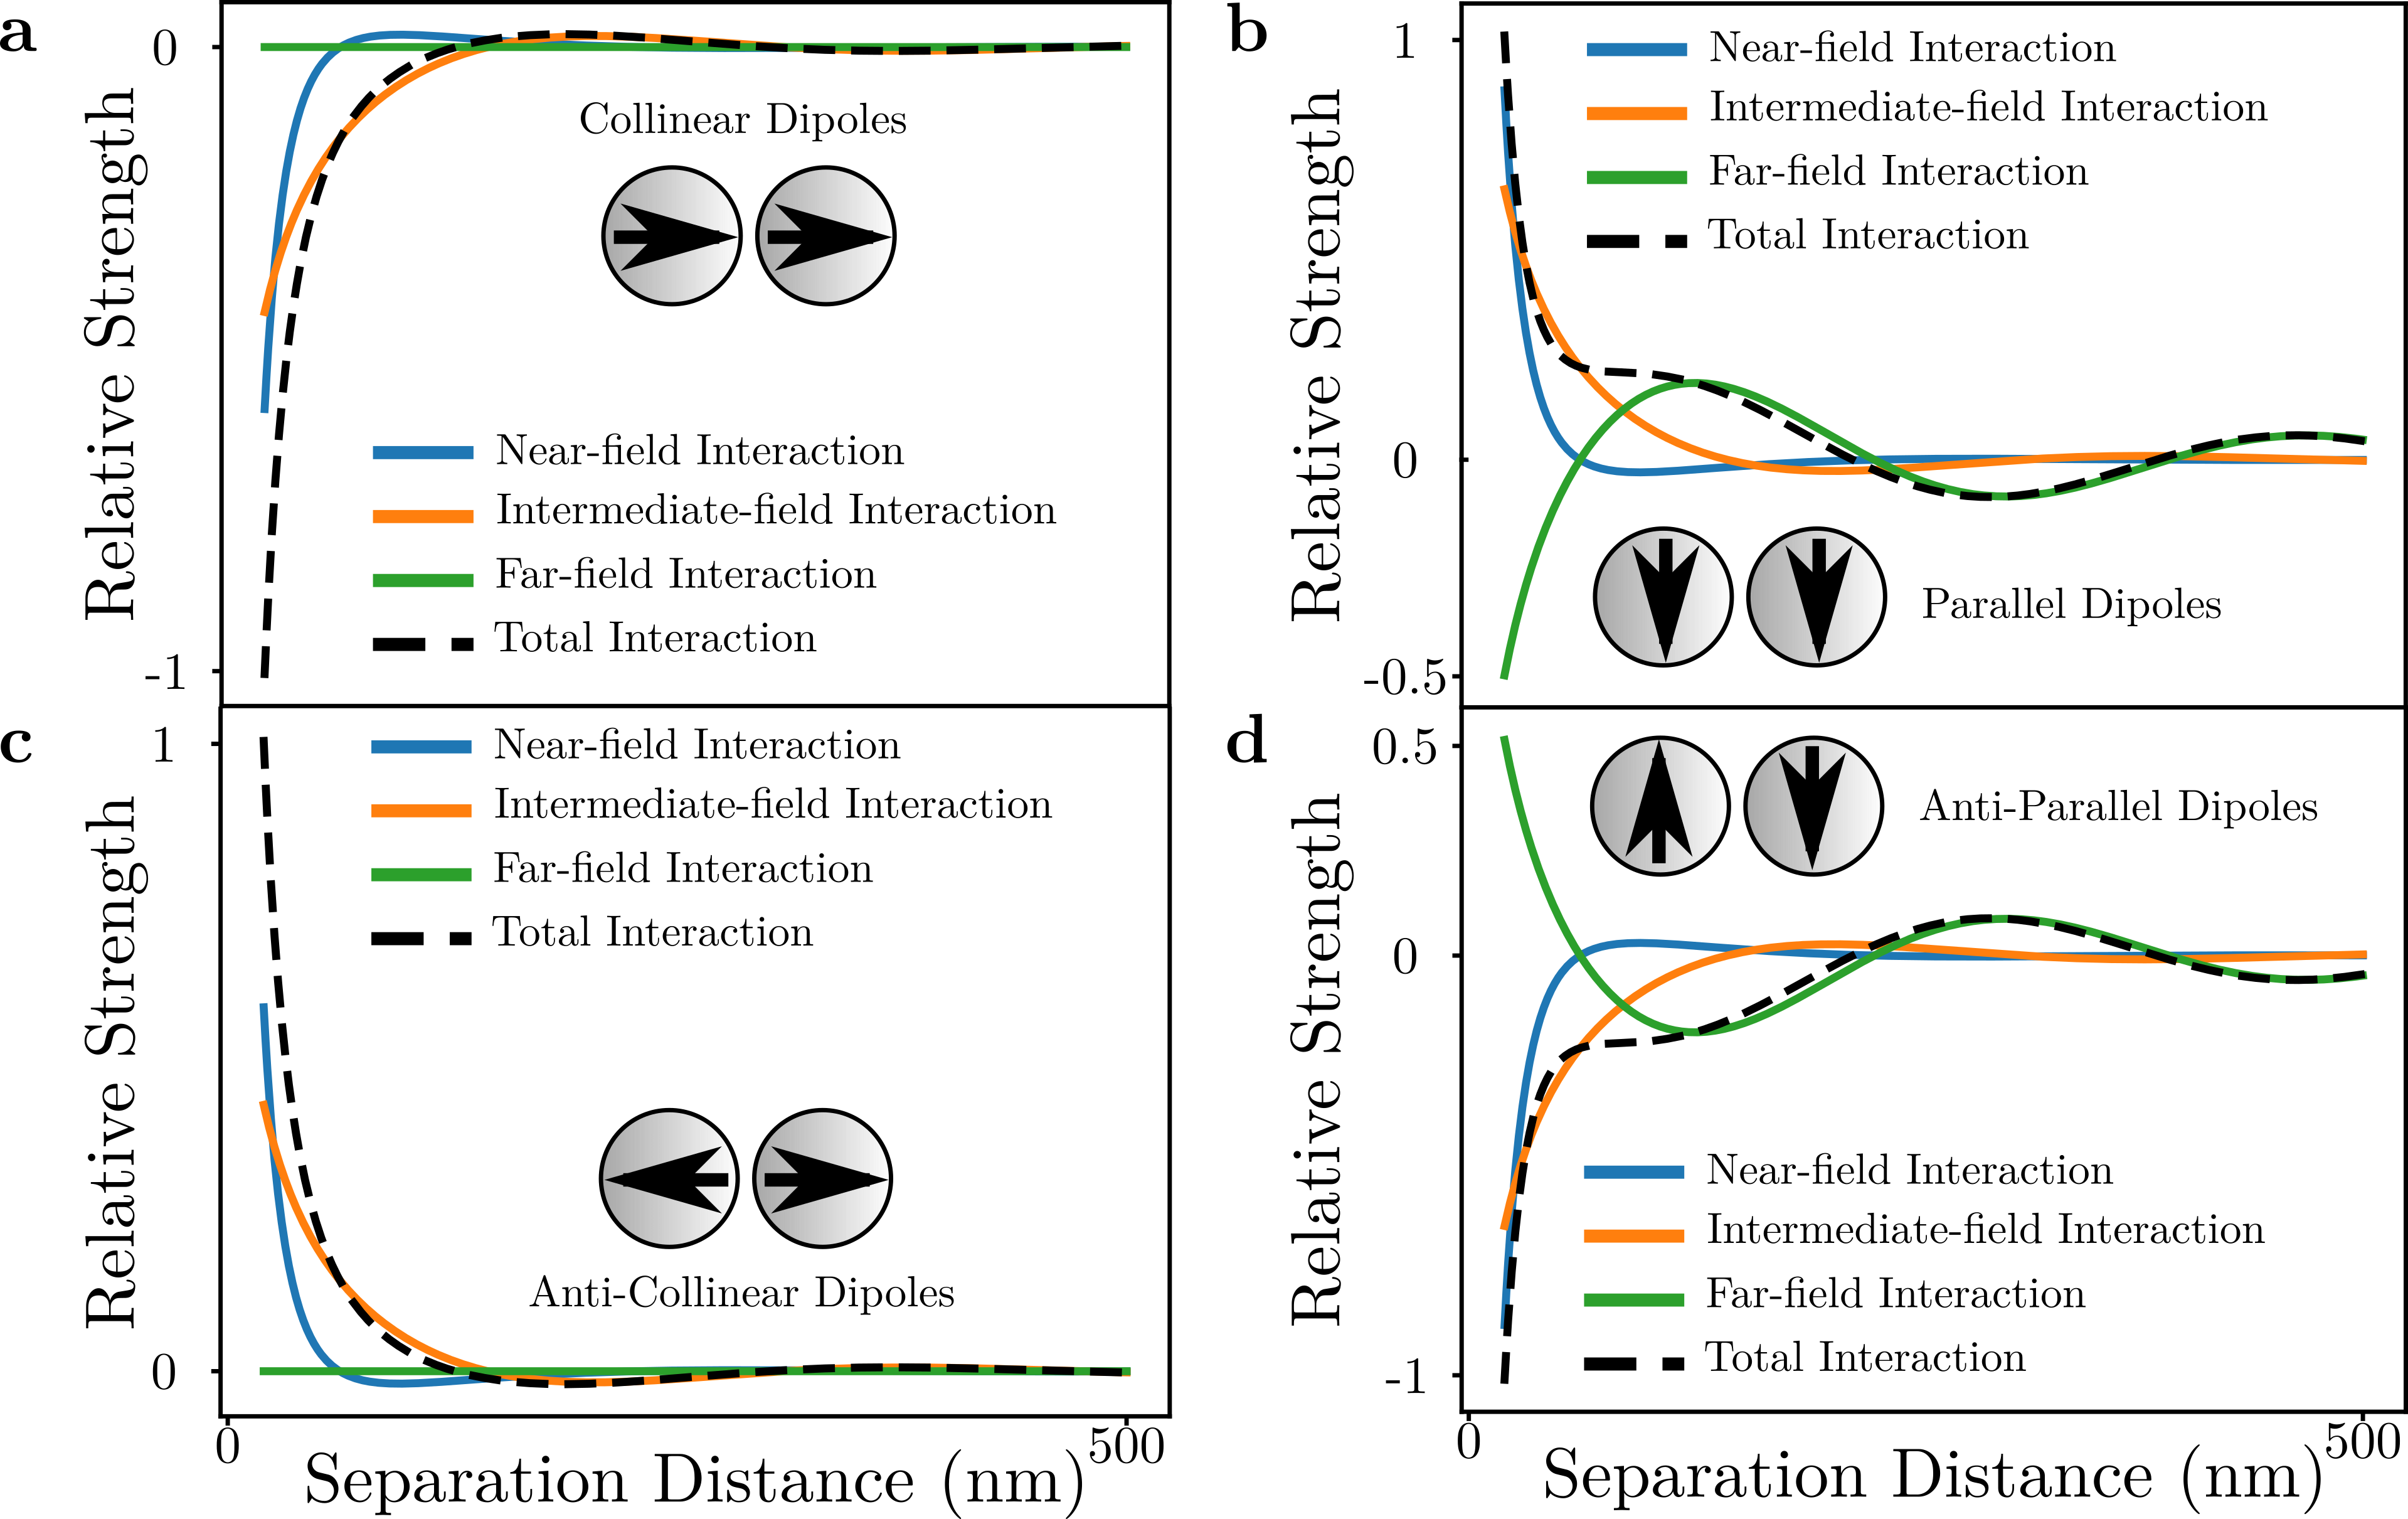 a
0
Relative Strength
Collinear Dipoles
Near-field Interaction
Intermediate-field Interaction
Far-field Interaction
Total Interaction
-1
b
1
Relative Strength
Near-field Interaction
Intermediate-field Interaction
Far-field Interaction
Total Interaction
0
Parallel Dipoles
-0.5
c
1
Relative Strength
Near-field Interaction
Intermediate-field Interaction
Far-field Interaction
Total Interaction
Anti-Collinear Dipoles
0
0
500
Separation Distance (nm)
d
0.5
Anti-Parallel Dipoles
0
Relative Strength
Near-field Interaction
Intermediate-field Interaction
Far-field Interaction
Total Interaction
-1
0
500
Separation Distance (nm)